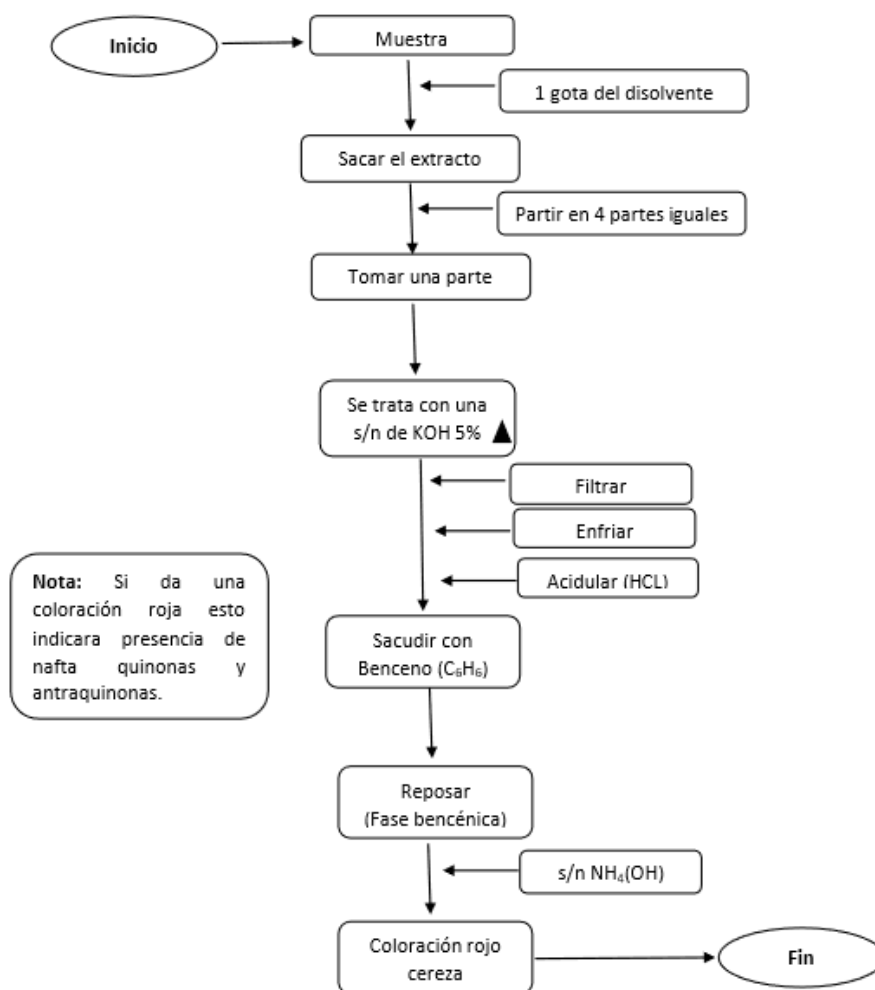 Inicio
Muestra
1 gota del disolvente
Sacar el extracto
Partir en 4 partes iguales
Tomar una parte
Se trata con una
s/n de KOH 5%
Filtrar
Enfriar
Acidular (HCL)
Nota: Si da una
coloración roja esto
indicara presencia de
nafta quinonas y
antraquinonas.
Sacudir con
Benceno (C₆H₆)
Reposar
(Fase bencénica)
s/n NH₄(OH)
Coloración rojo
cereza
Fin